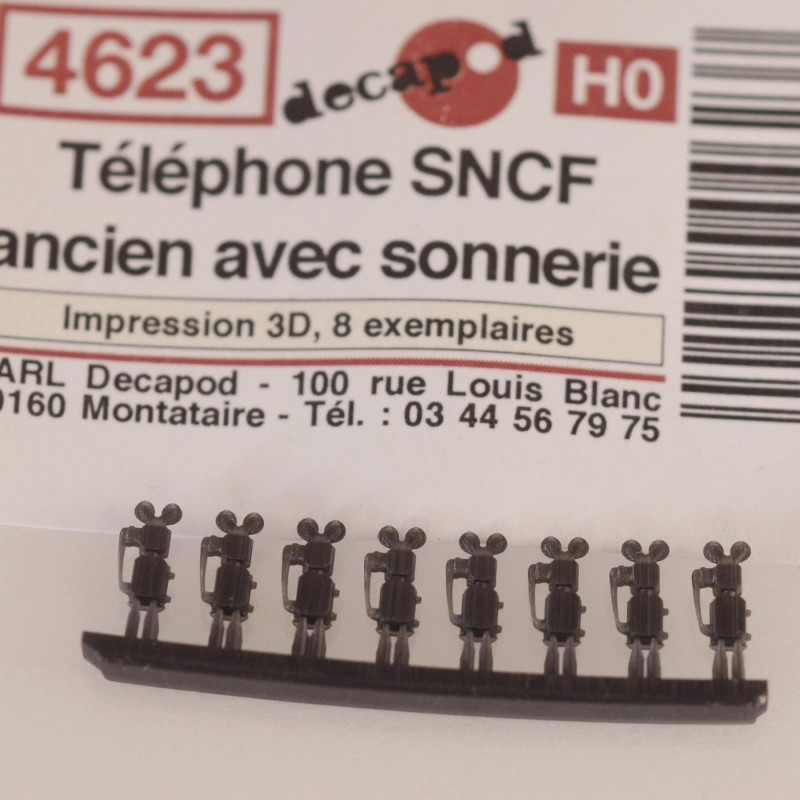 4623 decapod H0
Téléphone SNCF
ancien avec sonnerie
Impression 3D, 8 exemplaires
ARL Decapod - 100 rue Louis Blanc
0160 Montataire - Tél. : 03 44 56 79 75